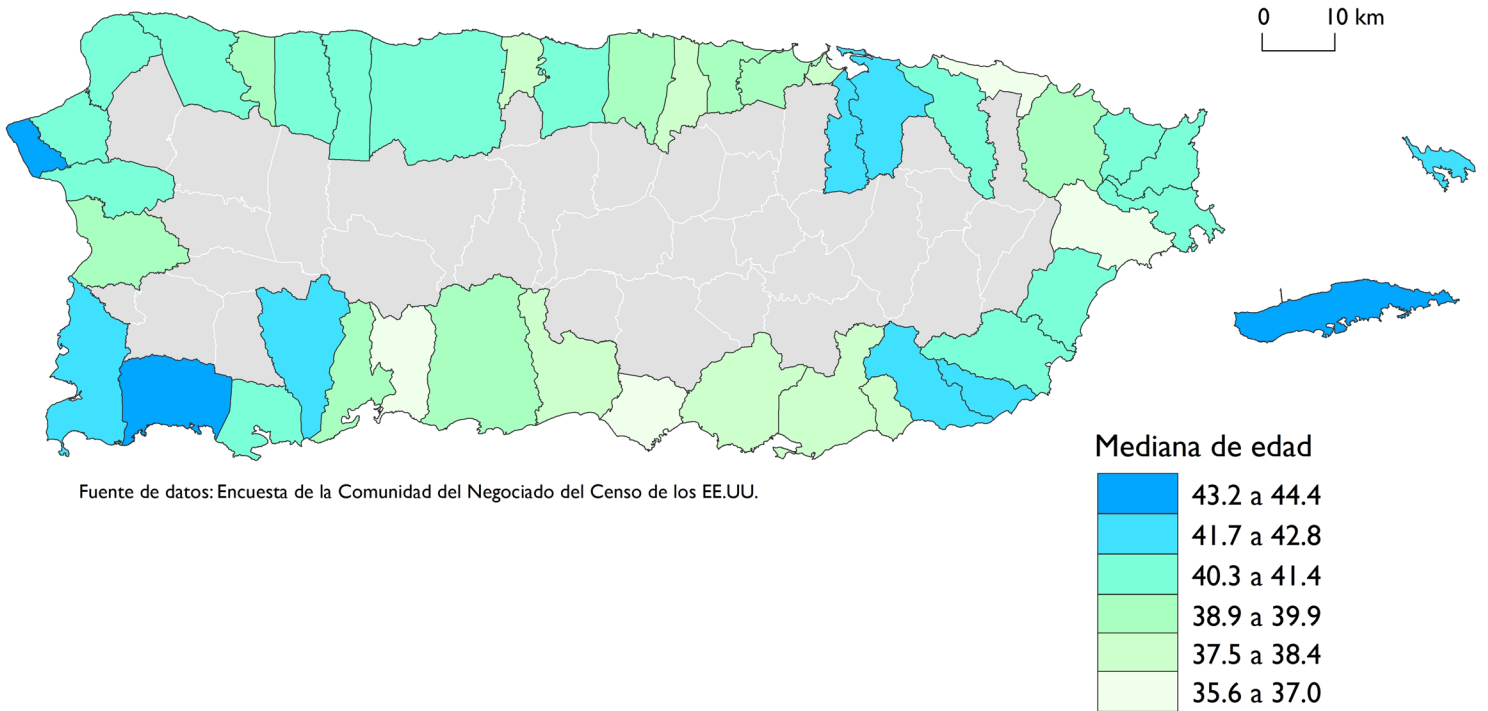 0 10 km
Fuente de datos: Encuesta de la Comunidad del Negociado del Censo de los EE.UU.
Mediana de edad
43.2 a 44.4
41.7 a 42.8
40.3 a 41.4
38.9 a 39.9
37.5 a 38.4
35.6 a 37.0